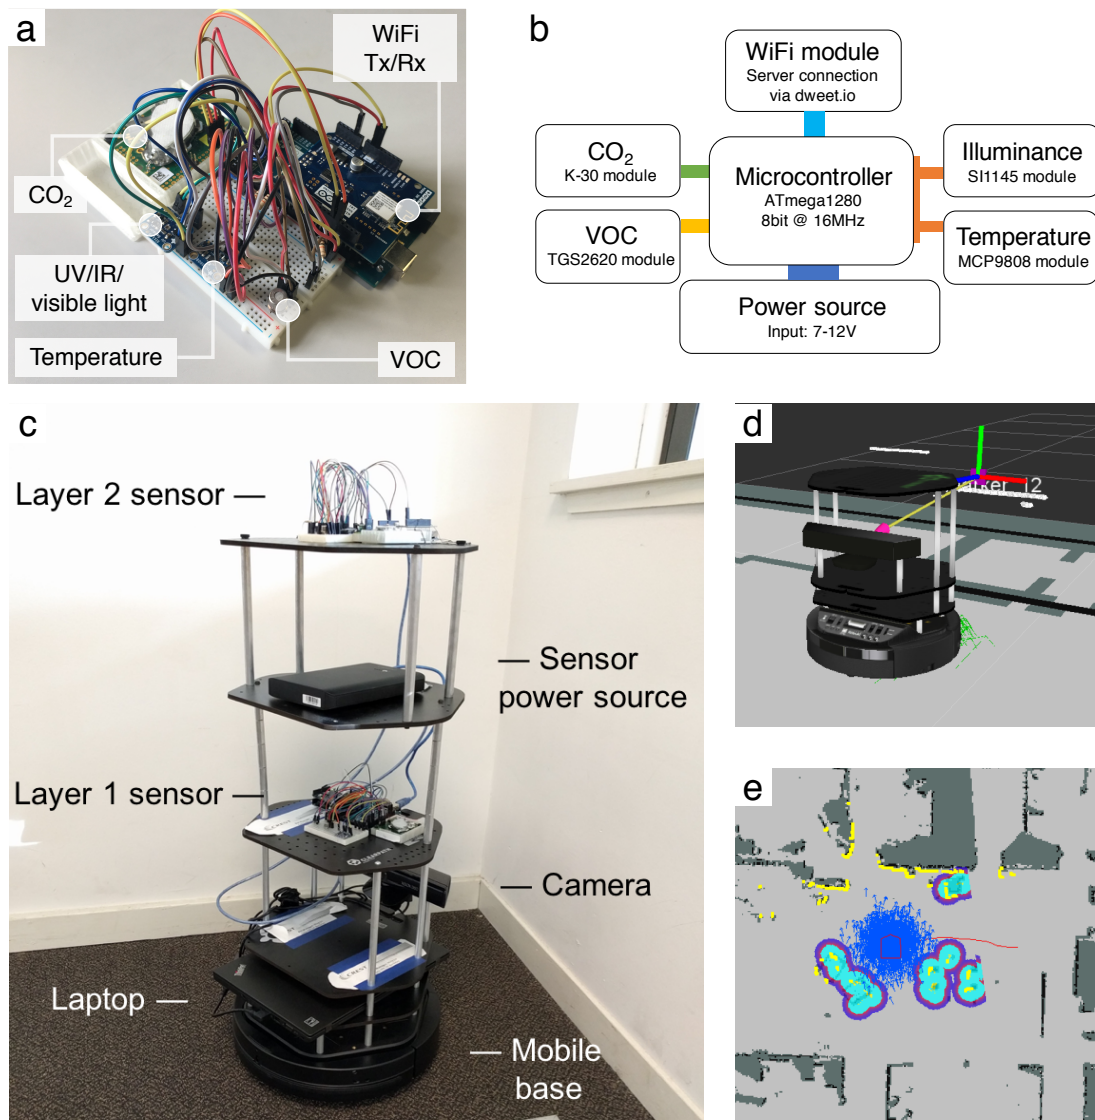 a
WiFi
Tx/Rx
CO₂
UV/IR/
visible light
Temperature
VOC
b
WiFi module
Server connection
via dweet.io
CO₂
K-30 module
VOC
TGS2620 module
Microcontroller
ATmega1280
8bit @ 16MHz
Illuminance
SI1145 module
Temperature
MCP9808 module
Power source
Input: 7-12V
c
Layer 2 sensor
Sensor
power source
Layer 1 sensor
Camera
Laptop
Mobile
base
d
e